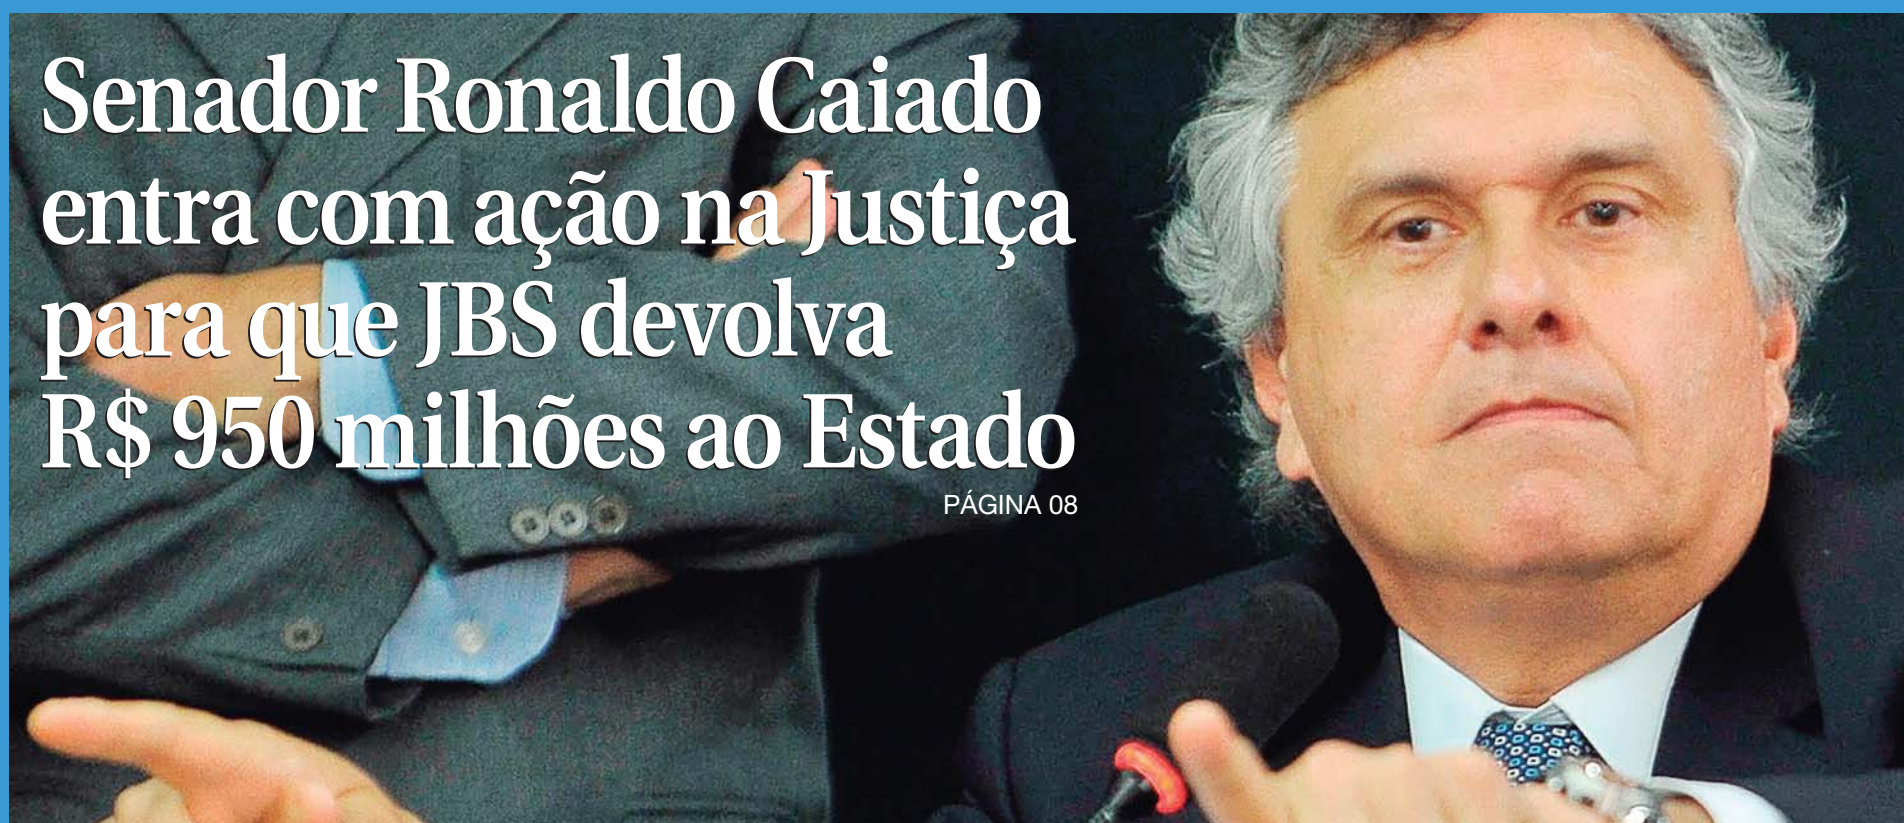 Senador Ronaldo Caiado
entra com ação na Justiça
para que JBS devolva
R$ 950 milhões ao Estado
PÁGINA 08